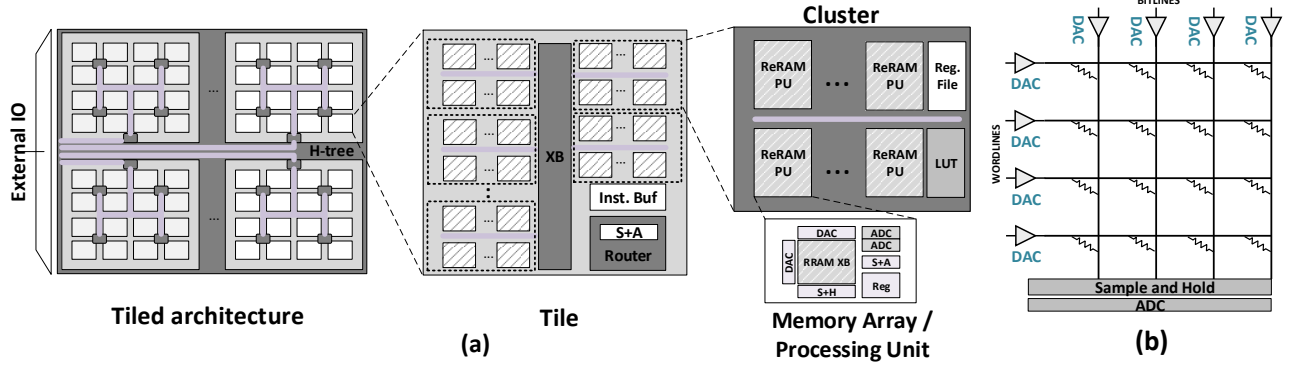 External IO
...
H-tree
...
Tiled architecture
...
...
...
...
...
...
...
...
...
...
XB
Inst. Buf
S+A
Router
Tile
(a)
Cluster
ReRAM
PU
...
ReRAM
PU
Reg.
File
ReRAM
PU
...
ReRAM
PU
LUT
DAC
DAC
RRAM XB
S+H
ADC
ADC
S+A
Reg
Memory Array /
Processing Unit
BITLINES
DAC
DAC
DAC
DAC
WORDLINES
DAC
DAC
DAC
DAC
Sample and Hold
ADC
(b)